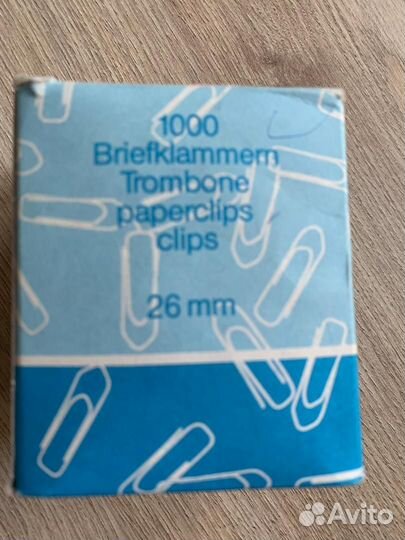 1000
Briefklammern
Trombone
paperclips
clips
26 mm
Avito